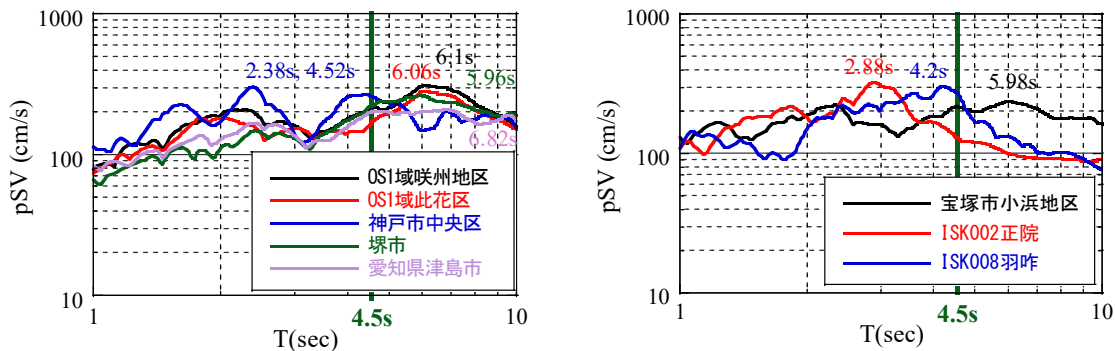 1000
2.38s, 4.52s
6.06s
6.1s
5.96s
6.82s
100
pSV (cm/s)
OS1域咲州地区
OS1域此花区
神戸市中央区
堺市
愛知県津島市
10
1
4.5s
10
T(sec)
1000
2.88s
4.2s
5.98s
100
pSV (cm/s)
宝塚市小浜地区
ISK002正院
ISK008羽咋
10
1
4.5s
10
T(sec)